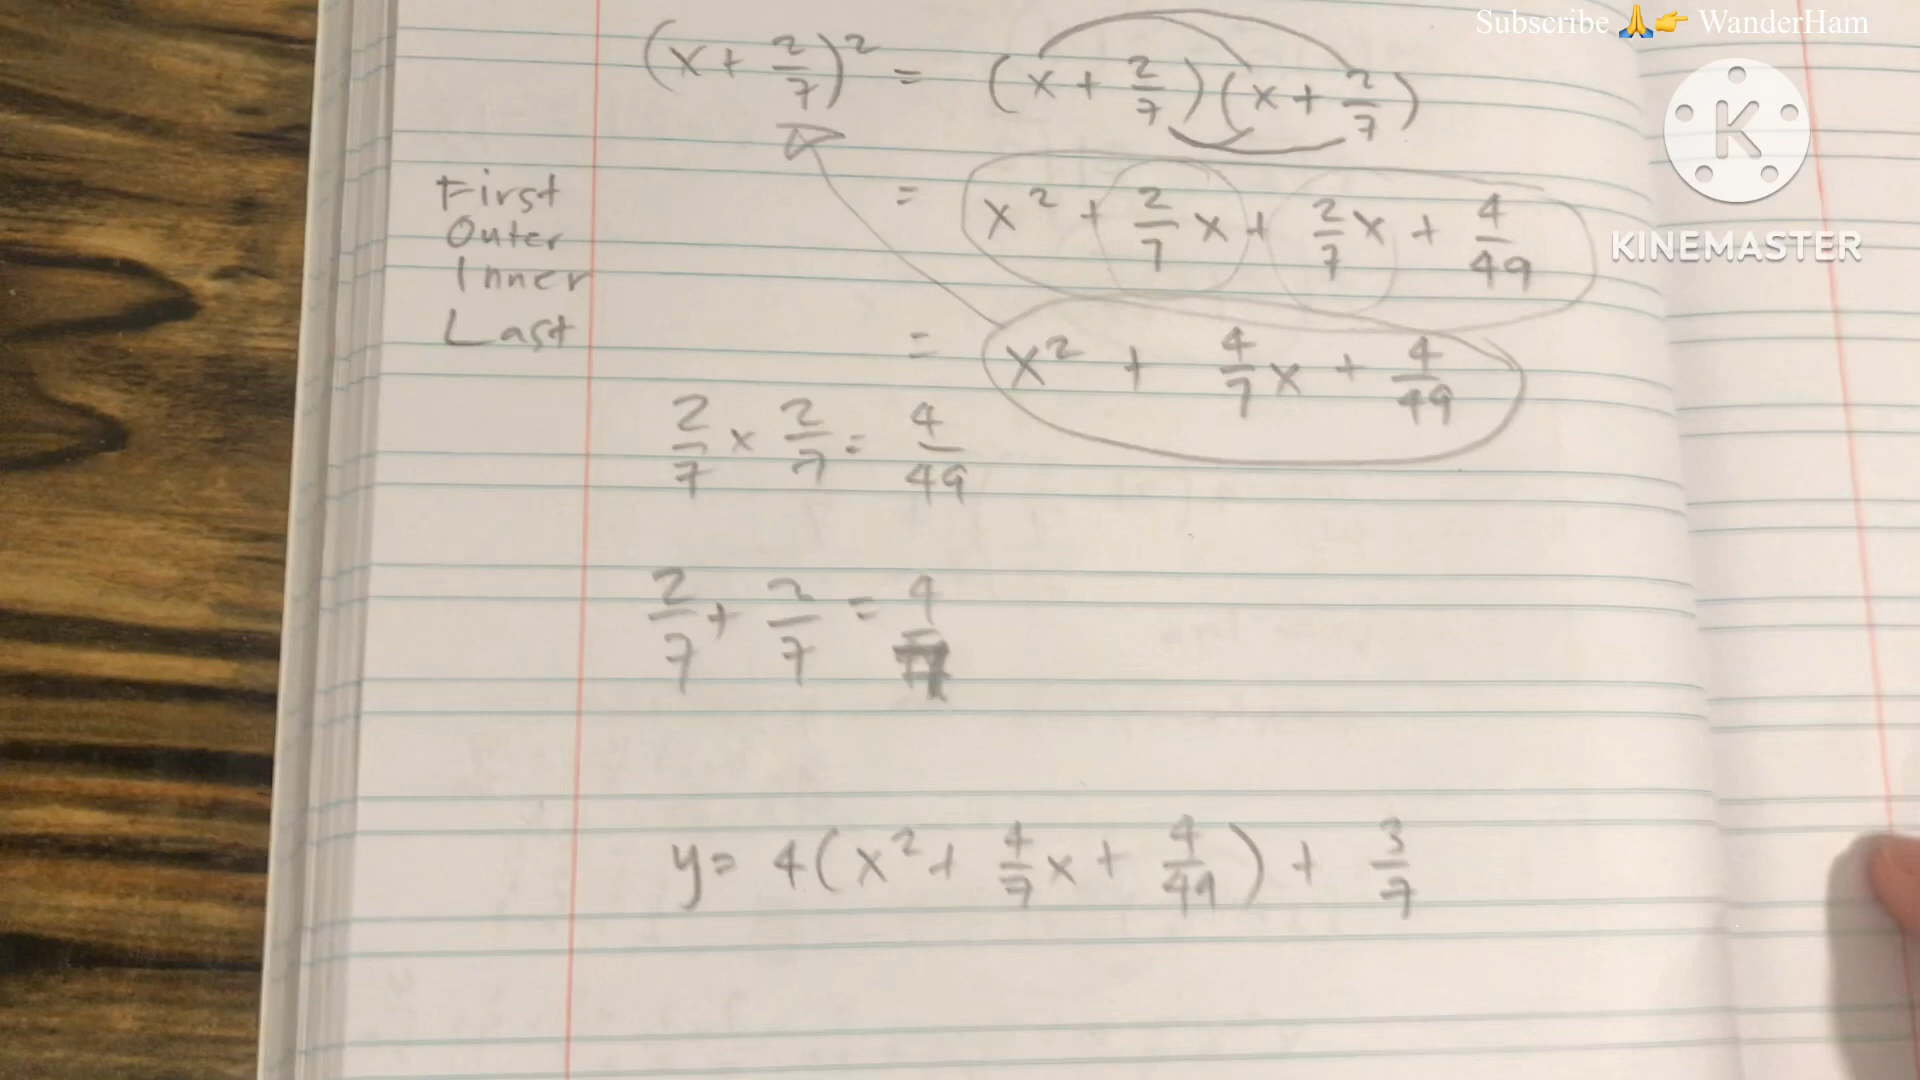 Subscribe 🙏👉 WanderHam
K
KINEMASTER
(x + 2/7)² = (x + 2/7)(x + 2/7)
= x² + 2/7 x + 2/7 x + 4/49
= x² + 4/7 x + 4/49
First
Outer
Inner
Last
2/7 × 2/7 = 4/49
2/7 + 2/7 = 4/7
y = 4(x² + 4/7 x + 4/49) + 3/7